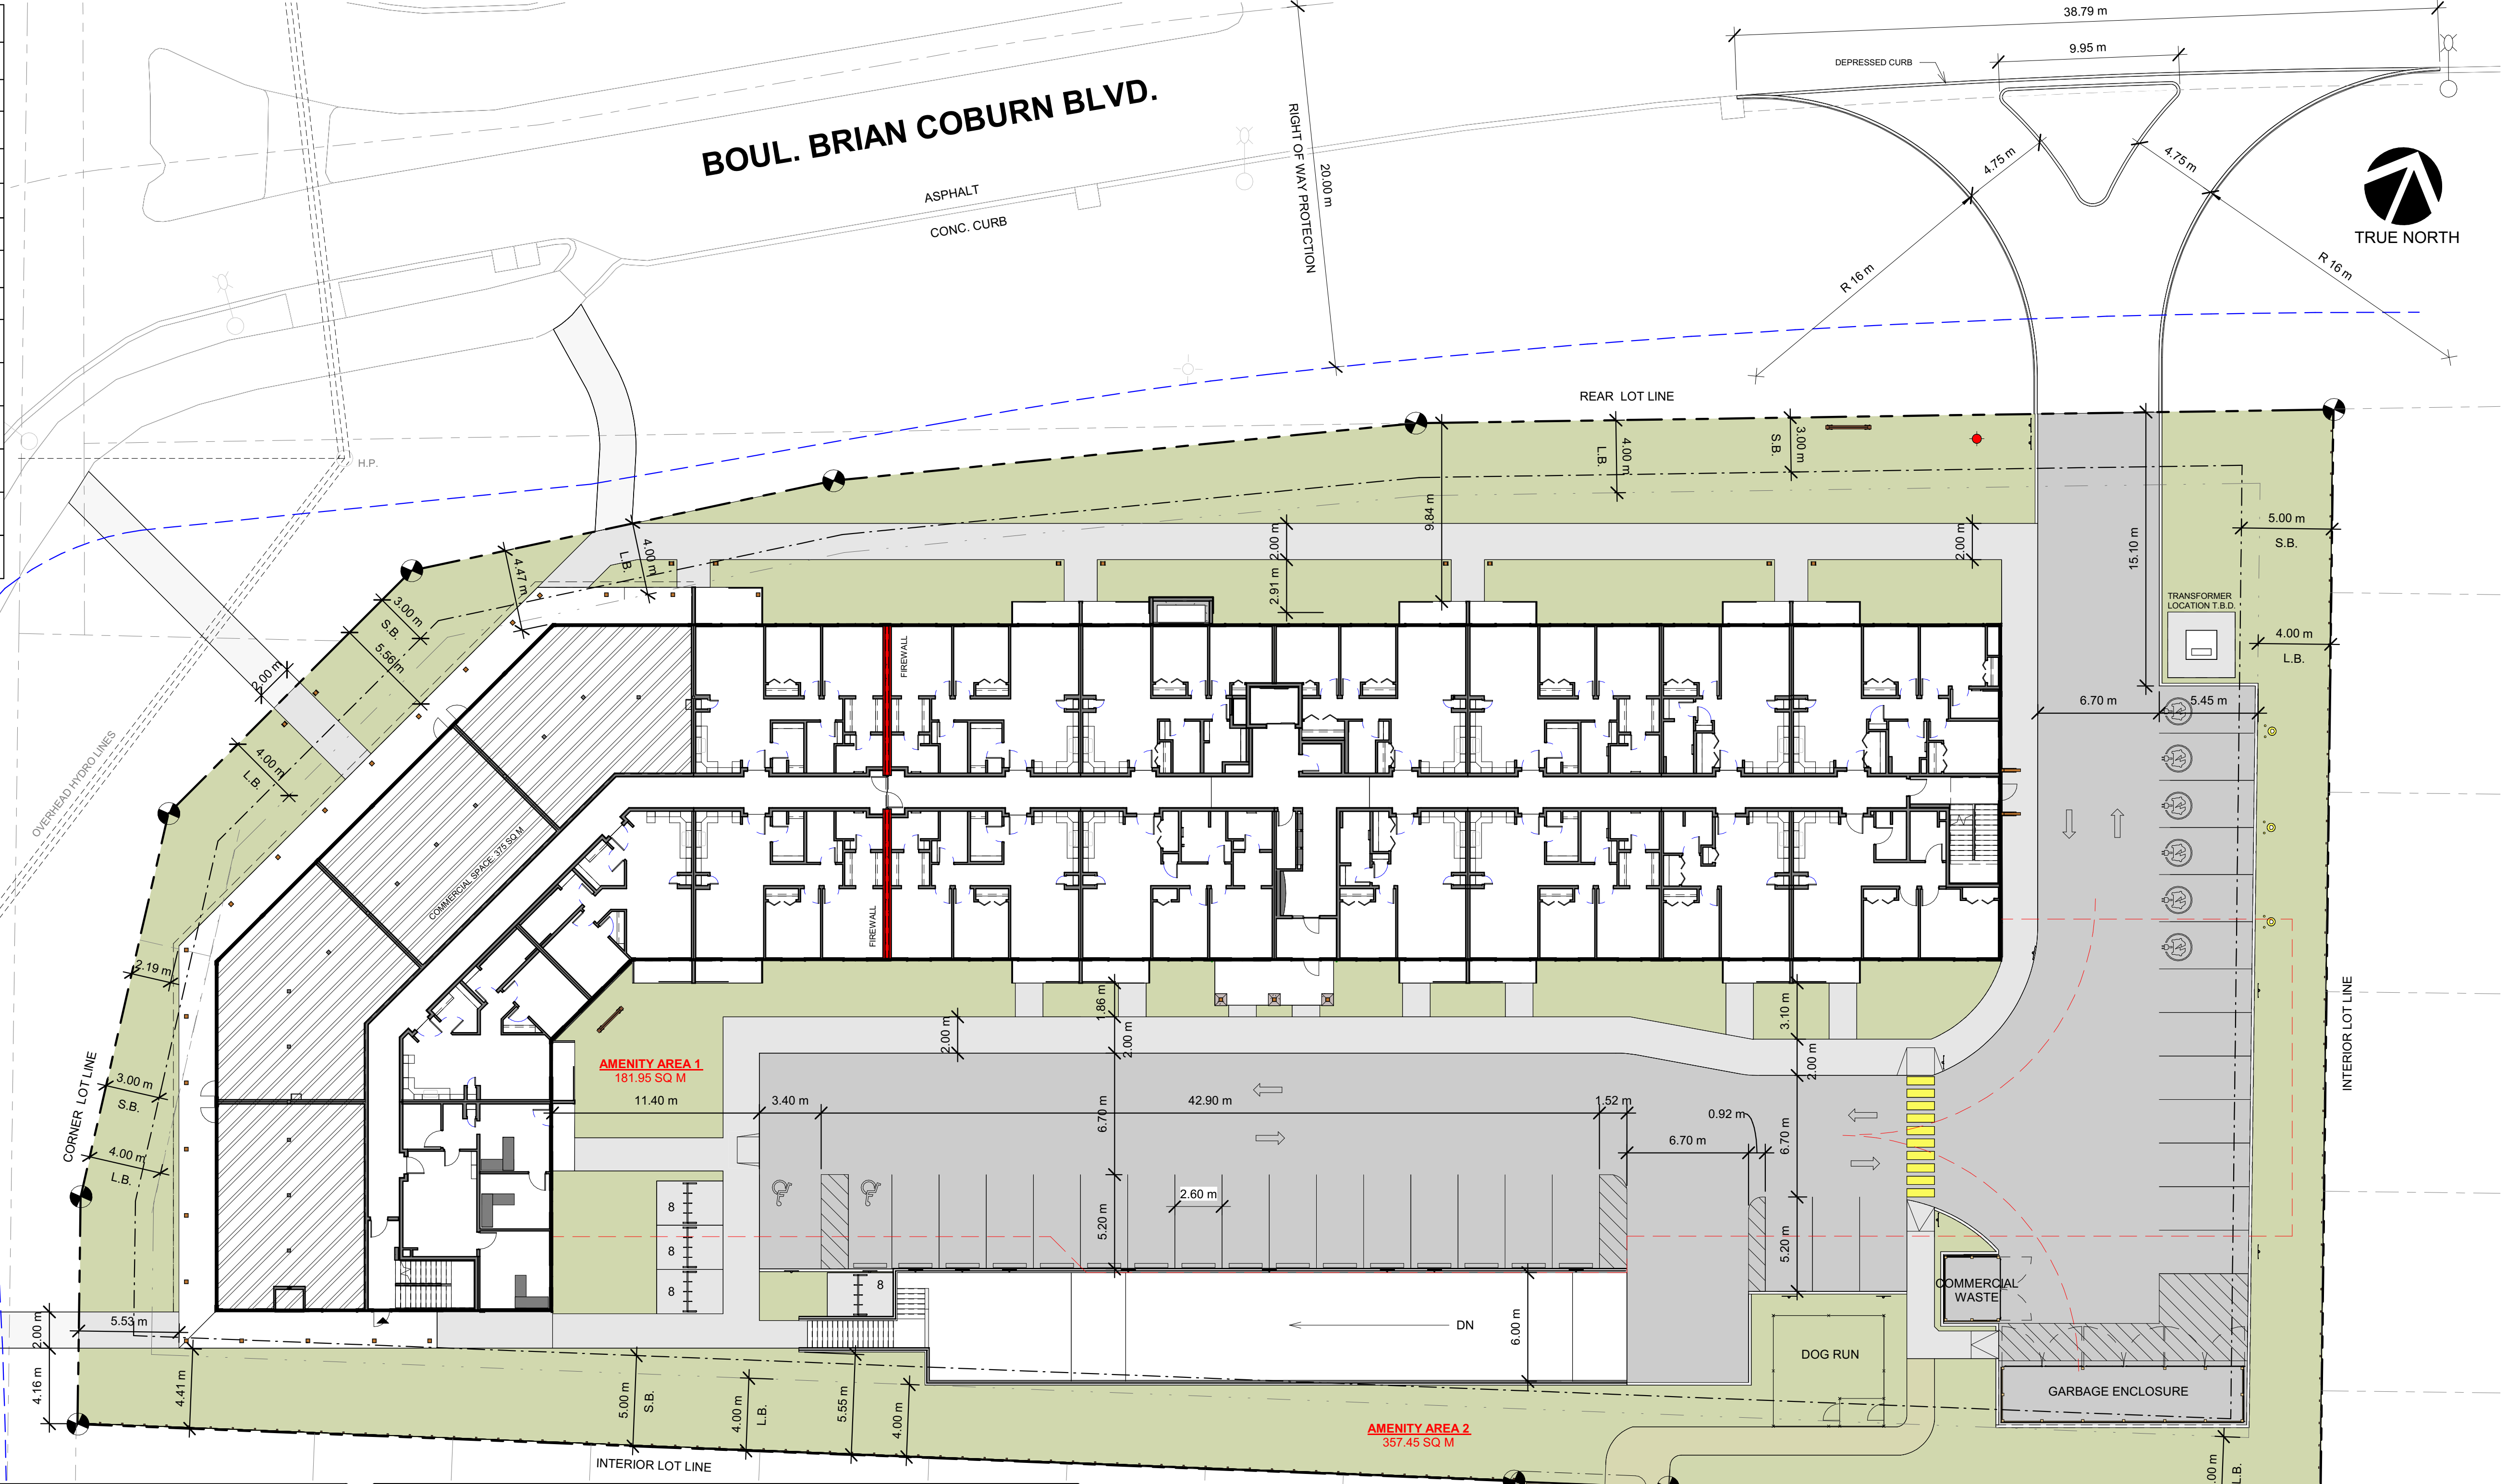 38.79 m
9.95 m
DEPRESSED CURB
BOUL. BRIAN COBURN BLVD.
ASPHALT
CONC. CURB
RIGHT OF WAY PROTECTION
20.00 m
4.75 m
4.75 m
R 16 m
R 16 m
TRUE NORTH
REAR LOT LINE
H.P.
OVERHEAD HYDRO LINES
4.00 m
L.B.
3.00 m
S.B.
9.84 m
15.10 m
5.00 m
S.B.
4.47 m
4.00 m
L.B.
2.00 m
2.91 m
2.00 m
TRANSFORMER
LOCATION T.B.D.
4.00 m
L.B.
3.00 m
S.B.
5.56 m
2.00 m
4.00 m
L.B.
FIREWALL
FIREWALL
COMMERCIAL SPACE: 375 SQ M
6.70 m
5.45 m
2.19 m
CORNER LOT LINE
3.00 m
S.B.
4.00 m
L.B.
INTERIOR LOT LINE
AMENITY AREA 1
181.95 SQ M
2.00 m
1.86 m
2.00 m
3.10 m
2.00 m
11.40 m
3.40 m
42.90 m
1.52 m
0.92 m
6.70 m
6.70 m
6.70 m
2.60 m
5.20 m
5.20 m
8
8
8
8
COMMERCIAL
WASTE
DN
6.00 m
DOG RUN
GARBAGE ENCLOSURE
2.00 m
5.53 m
4.16 m
4.41 m
5.00 m
S.B.
4.00 m
L.B.
5.55 m
4.00 m
AMENITY AREA 2
357.45 SQ M
INTERIOR LOT LINE
L.B.